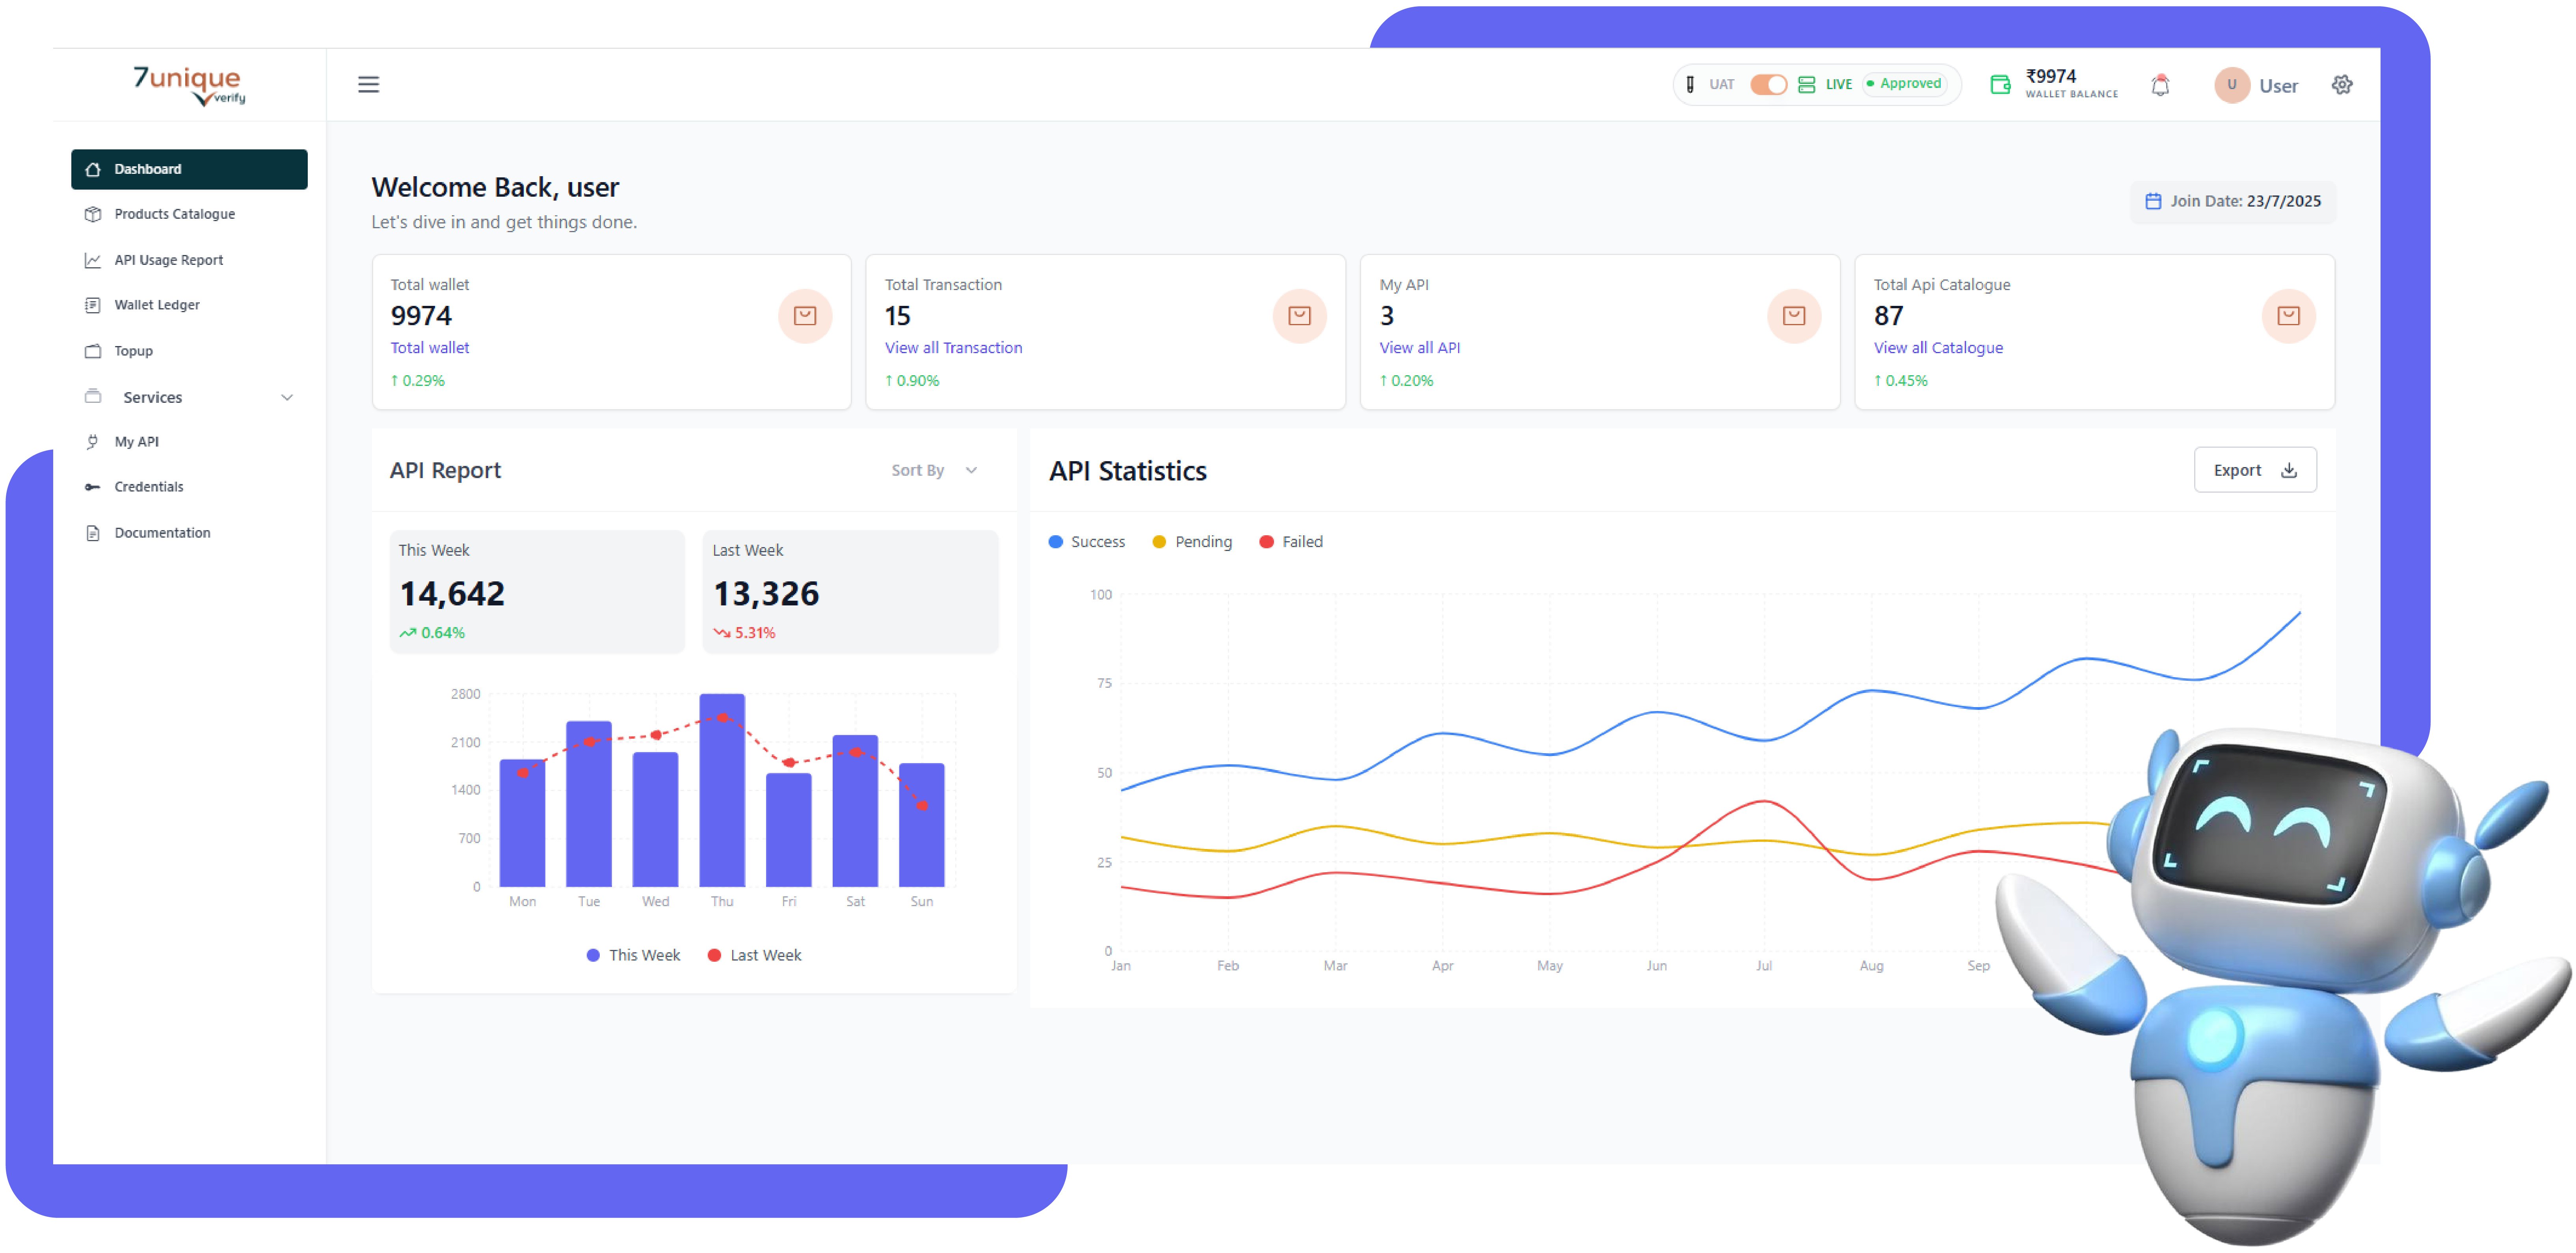 7unique
verify
UAT LIVE Approved
₹9974
WALLET BALANCE
U User
Dashboard
Products Catalogue
API Usage Report
Wallet Ledger
Topup
Services
My API
Credentials
Documentation
Welcome Back, user
Let's dive in and get things done.
Join Date: 23/7/2025
Total wallet
9974
Total wallet
↑ 0.29%
Total Transaction
15
View all Transaction
↑ 0.90%
My API
3
View all API
↑ 0.20%
Total Api Catalogue
87
View all Catalogue
↑ 0.45%
API Report
Sort By
This Week
14,642
0.64%
Last Week
13,326
5.31%
2800
2100
1400
700
0
Mon Tue Wed Thu Fri Sat Sun
This Week Last Week
API Statistics
Export
Success Pending Failed
100
75
50
25
0
Jan Feb Mar Apr May Jun Jul Aug Sep